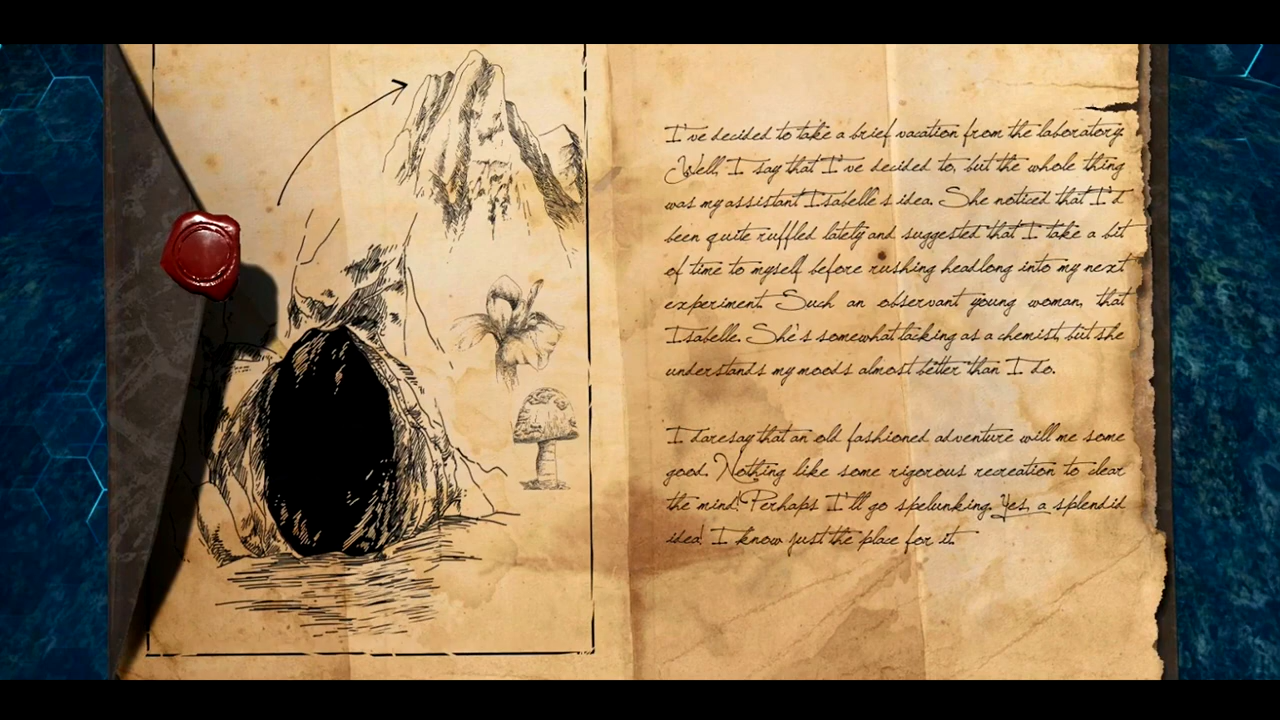 I've decided to take a brief vacation from the laboratory.
Well, I say that I've decided to, but the whole thing
was my assistant Isabelle's idea. She noticed that I'd
been quite ruffled lately and suggested that I take a bit
of time to myself before rushing headlong into my next
experiment. Such an observant young woman, that
Isabelle. She's somewhat lacking as a chemist, but she
understands my moods almost better than I do.
I daresay that an old fashioned adventure will me some
good. Nothing like some rigorous recreation to clear
the mind! Perhaps I'll go spelunking. Yes, a splendid
idea! I know just the place for it.